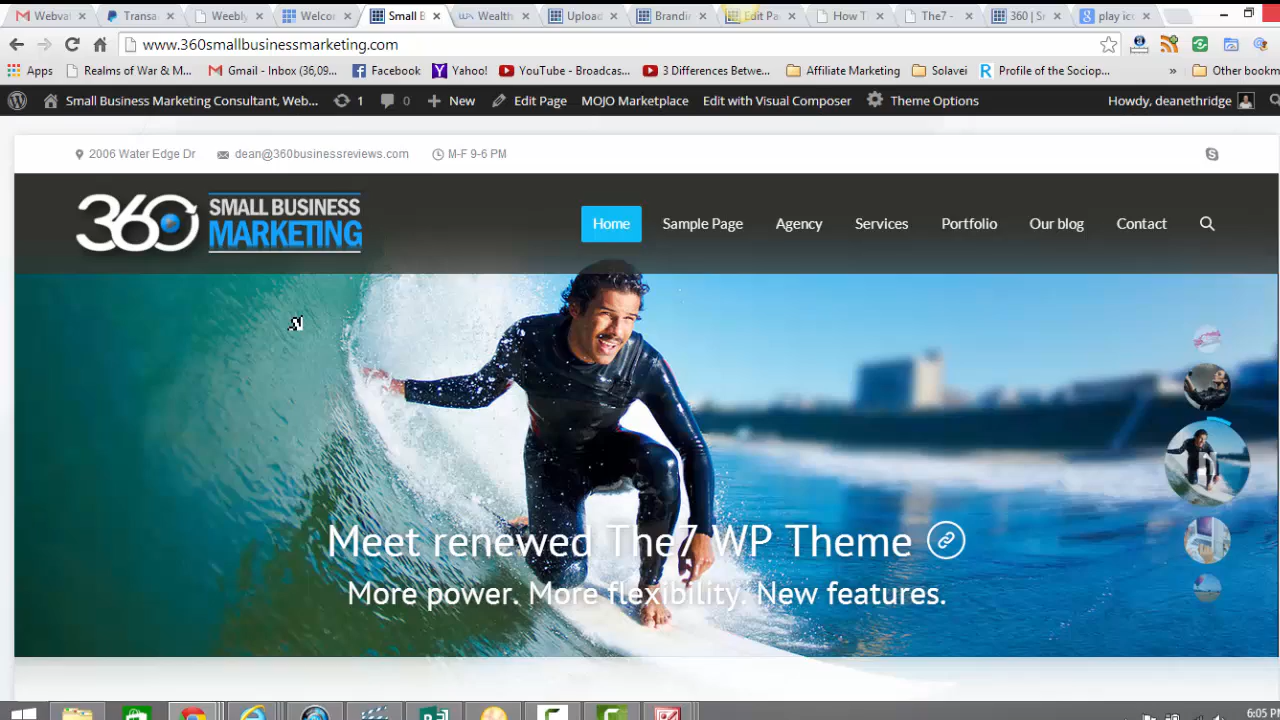 Webva
Transa
Weebly
Welcon
Small B
Wealth
Upload
Brandin
Edit Pa
How T
The7 -
360 | Sr
play ic
www.360smallbusinessmarketing.com
Apps
Realms of War & M...
Gmail - Inbox (36,09...
Facebook
Yahoo!
YouTube - Broadcas...
3 Differences Betwe...
Affiliate Marketing
Solavei
Profile of the Sociop...
»
Other bookm
Small Business Marketing Consultant, Web...
1
0
New
Edit Page
MOJO Marketplace
Edit with Visual Composer
Theme Options
Howdy, deanethridge
2006 Water Edge Dr
dean@360businessreviews.com
M-F 9-6 PM
360 SMALL BUSINESS
MARKETING
Home
Sample Page
Agency
Services
Portfolio
Our blog
Contact
Meet renewed The7 WP Theme
More power. More flexibility. New features.
6:05 PM